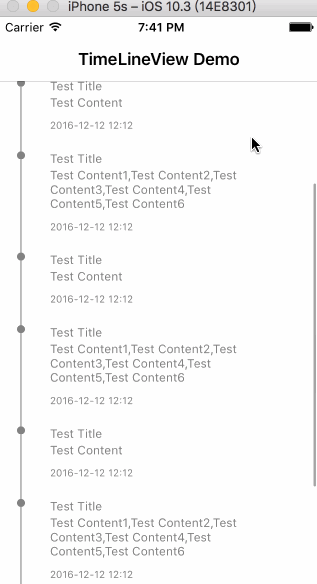 iPhone 5s – iOS 10.3 (14E8301)
Carrier 7:41 PM
TimeLineView Demo
Test Title
Test Content
2016-12-12 12:12
Test Title
Test Content1,Test Content2,Test
Content3,Test Content4,Test
Content5,Test Content6
2016-12-12 12:12
Test Title
Test Content
2016-12-12 12:12
Test Title
Test Content1,Test Content2,Test
Content3,Test Content4,Test
Content5,Test Content6
2016-12-12 12:12
Test Title
Test Content
2016-12-12 12:12
Test Title
Test Content1,Test Content2,Test
Content3,Test Content4,Test
Content5,Test Content6
2016-12-12 12:12